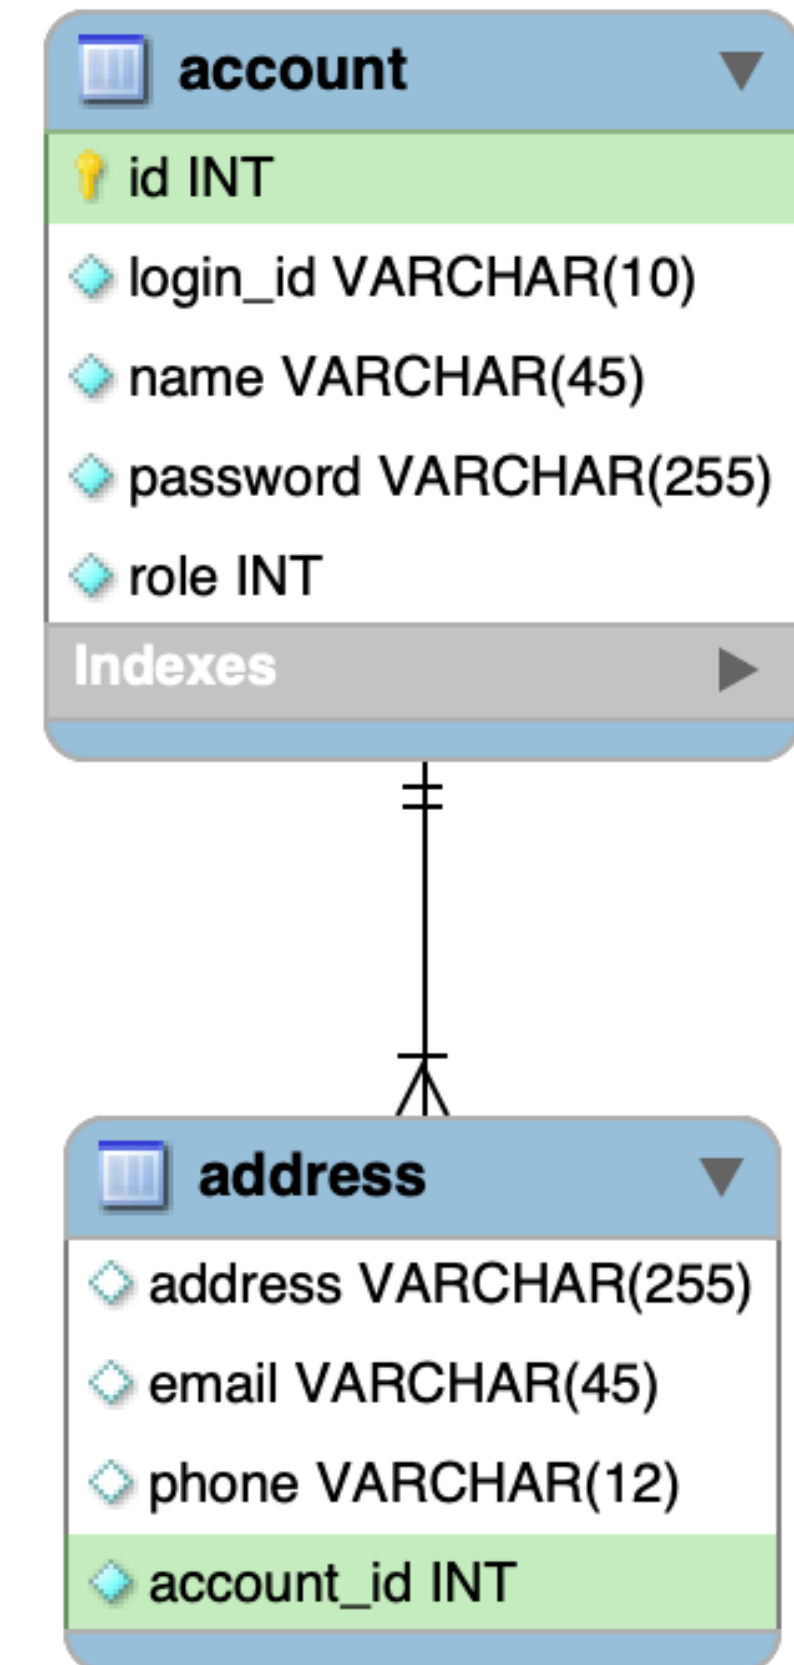 account
id INT
login_id VARCHAR(10)
name VARCHAR(45)
password VARCHAR(255)
role INT
Indexes
address
address VARCHAR(255)
email VARCHAR(45)
phone VARCHAR(12)
account_id INT